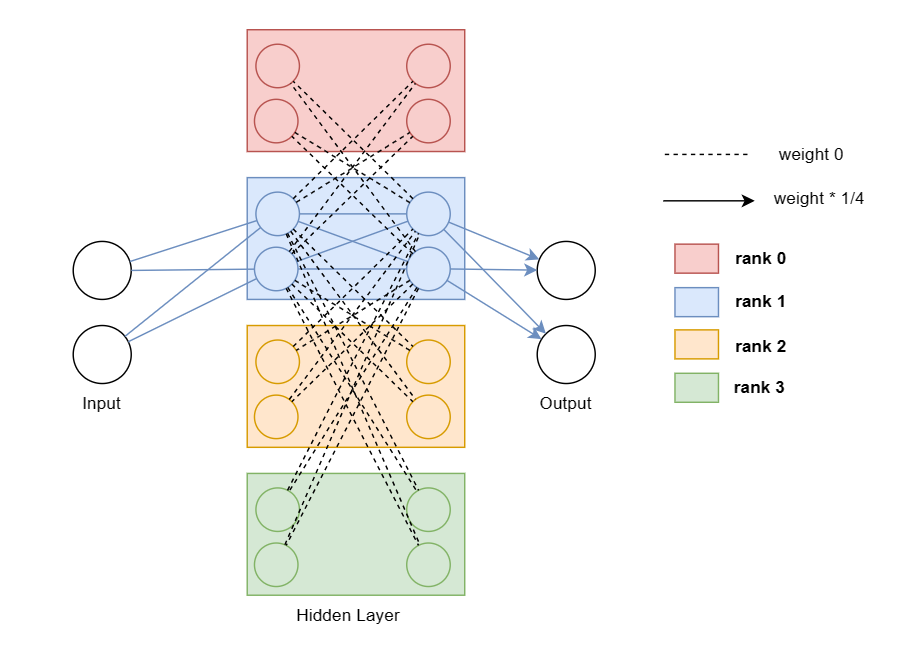 weight 0
weight * 1/4
rank 0
rank 1
rank 2
rank 3
Input
Output
Hidden Layer